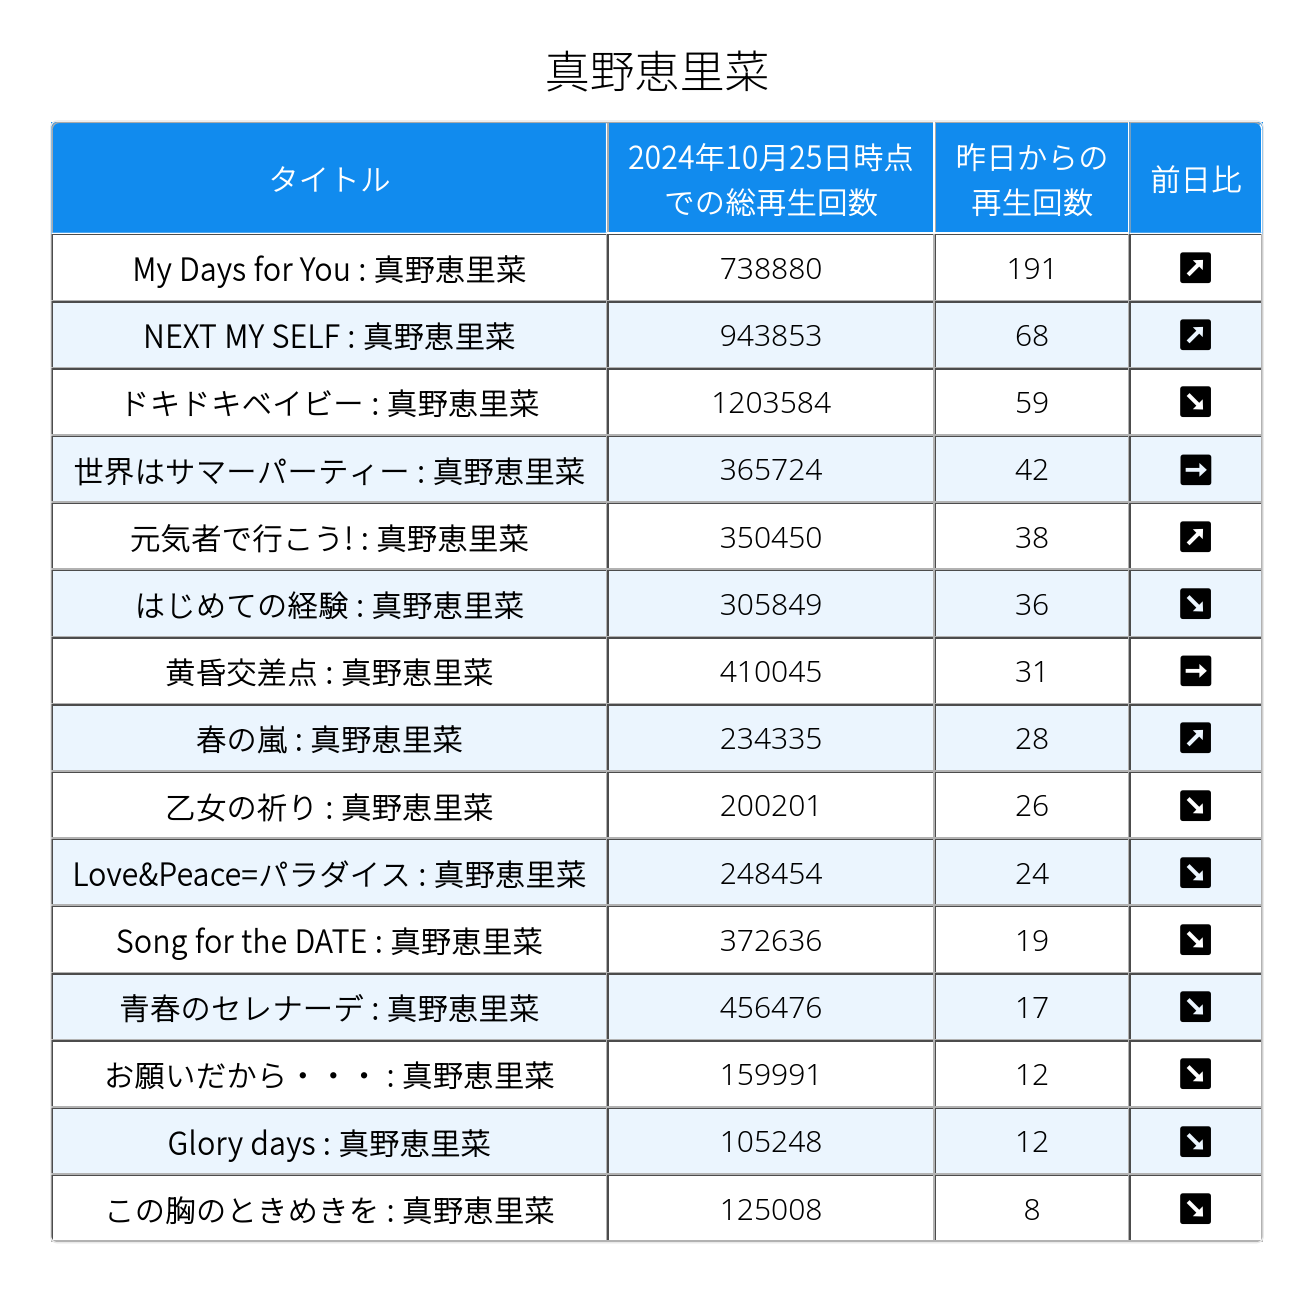 真野恵里菜
タイトル
2024年10月25日時点
での総再生回数
昨日からの
再生回数
前日比
My Days for You : 真野恵里菜 738880 191 ↗
NEXT MY SELF : 真野恵里菜 943853 68 ↗
ドキドキベイビー : 真野恵里菜 1203584 59 ↘
世界はサマーパーティー : 真野恵里菜 365724 42 →
元気者で行こう! : 真野恵里菜 350450 38 ↗
はじめての経験 : 真野恵里菜 305849 36 ↘
黄昏交差点 : 真野恵里菜 410045 31 →
春の嵐 : 真野恵里菜 234335 28 ↗
乙女の祈り : 真野恵里菜 200201 26 ↘
Love&Peace=パラダイス : 真野恵里菜 248454 24 ↘
Song for the DATE : 真野恵里菜 372636 19 ↘
青春のセレナーデ : 真野恵里菜 456476 17 ↘
お願いだから・・・ : 真野恵里菜 159991 12 ↘
Glory days : 真野恵里菜 105248 12 ↘
この胸のときめきを : 真野恵里菜 125008 8 ↘